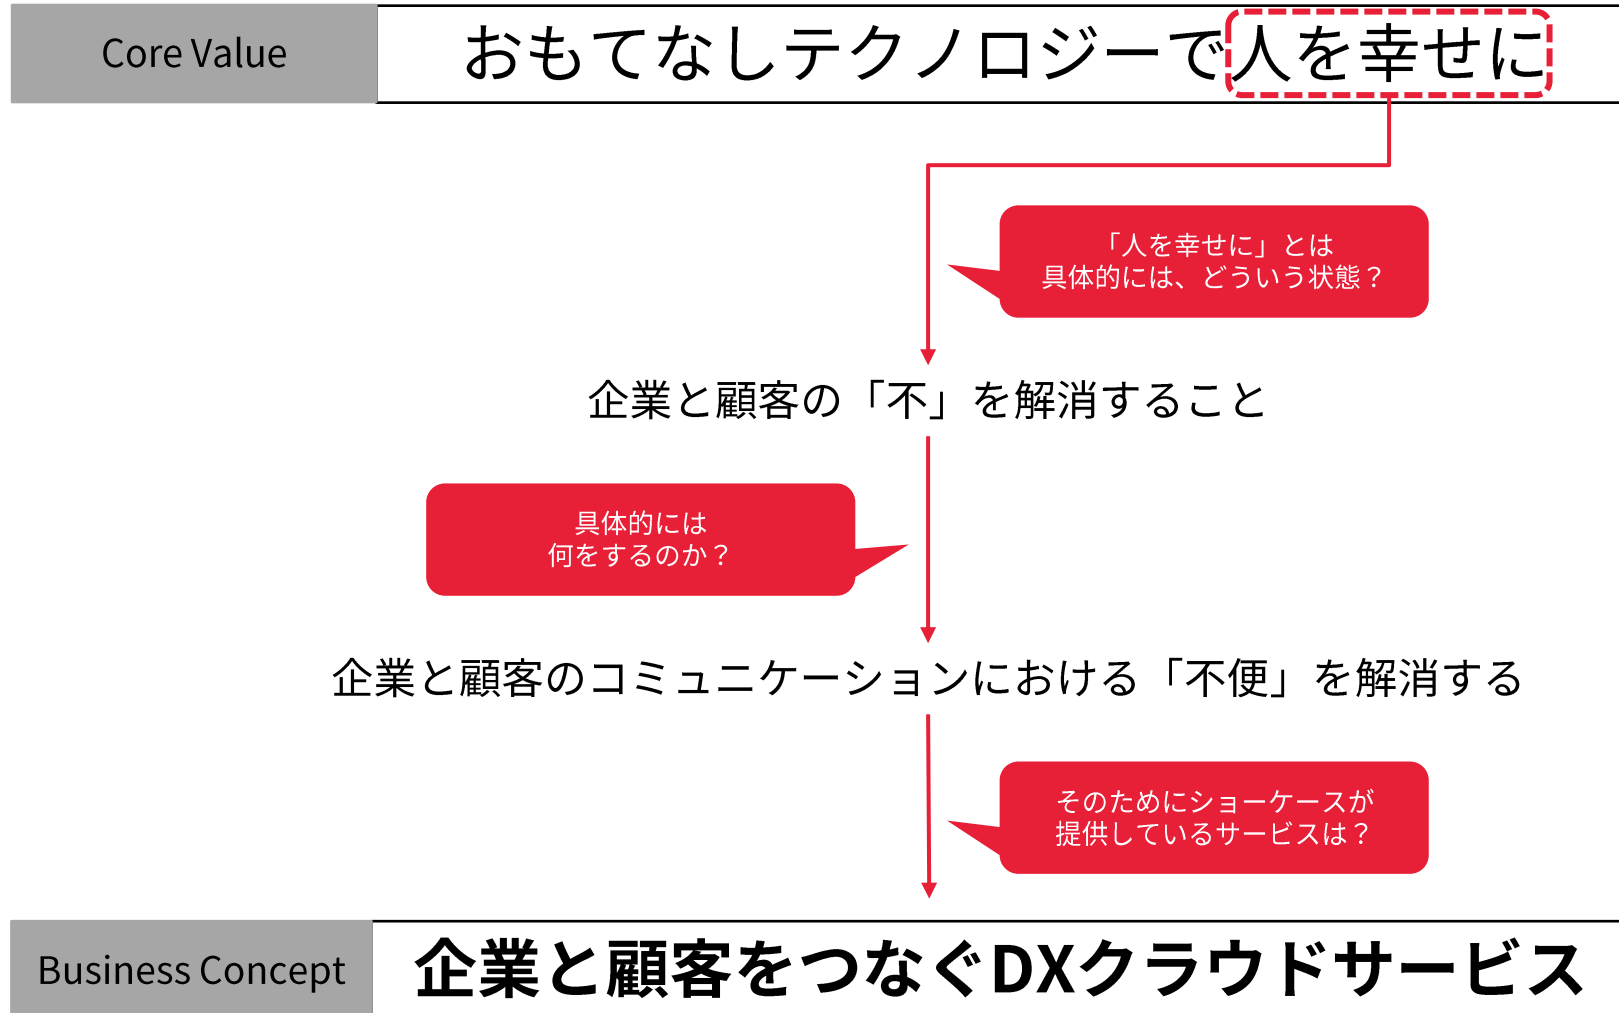 Core Value
おもてなしテクノロジーで人を幸せに
「人を幸せに」とは
具体的には、どういう状態？
企業と顧客の「不」を解消すること
具体的には
何をするのか？
企業と顧客のコミュニケーションにおける「不便」を解消する
そのためにショーケースが
提供しているサービスは？
Business Concept
企業と顧客をつなぐDXクラウドサービス